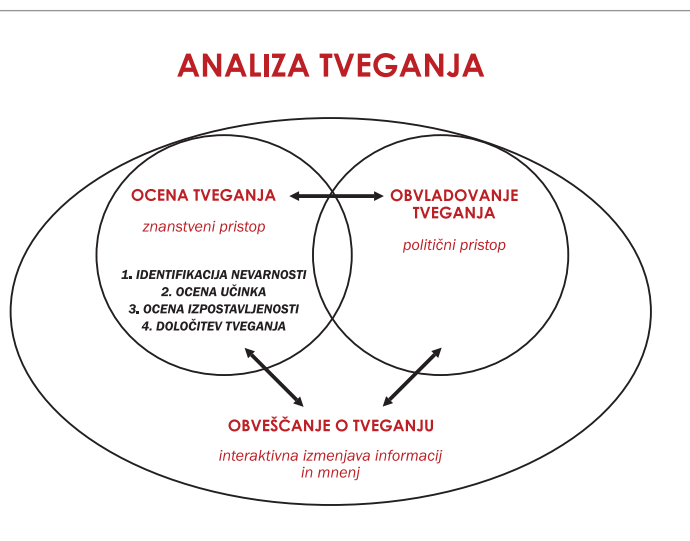 ANALIZA TVEGANJA
OCENA TVEGANJA
znanstveni pristop
1. IDENTIFIKACIJA NEVARNOSTI
2. OCENA UČINKA
3. OCENA IZPOSTAVLJENOSTI
4. DOLOČITEV TVEGANJA
OBVLADOVANJE
TVEGANJA
politični pristop
OBVEŠČANJE O TVEGANJU
interaktivna izmenjava informacij
in mnenj